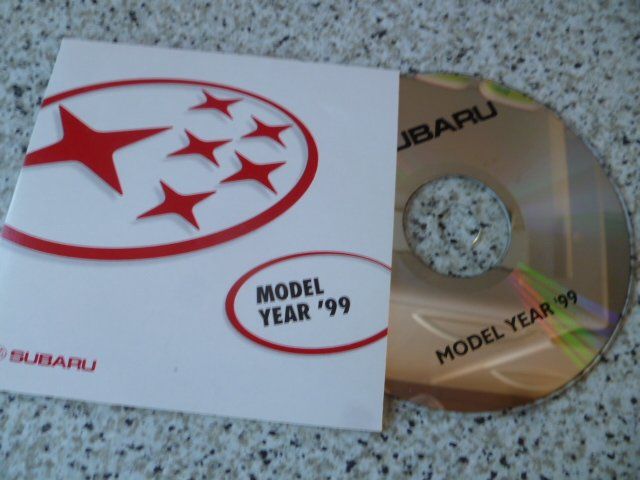 MODEL
YEAR '99
SUBARU
SUBARU
MODEL YEAR '99